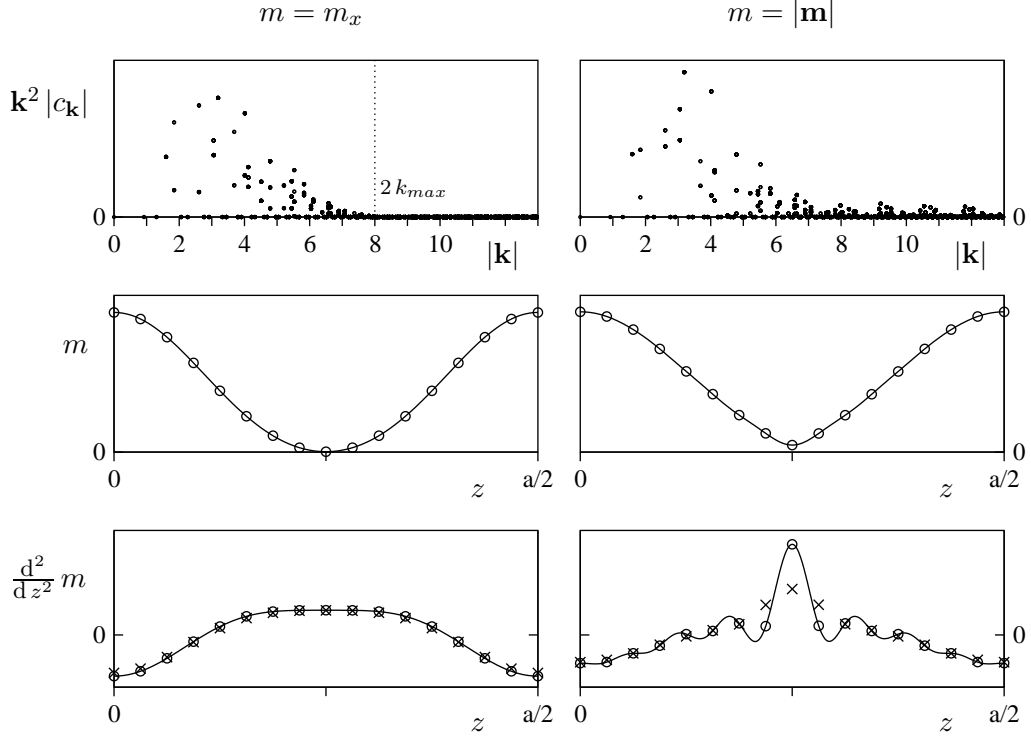 m = m_x m = |𝐦|
𝐤² |c_𝐤|
2 k_max
0 0
0 2 4 6 8 10 0 2 4 6 8 10
|𝐤| |𝐤|
m
0 0
0 z a/2 0 z a/2
d²/d z² m
0 0
0 z a/2 0 z a/2